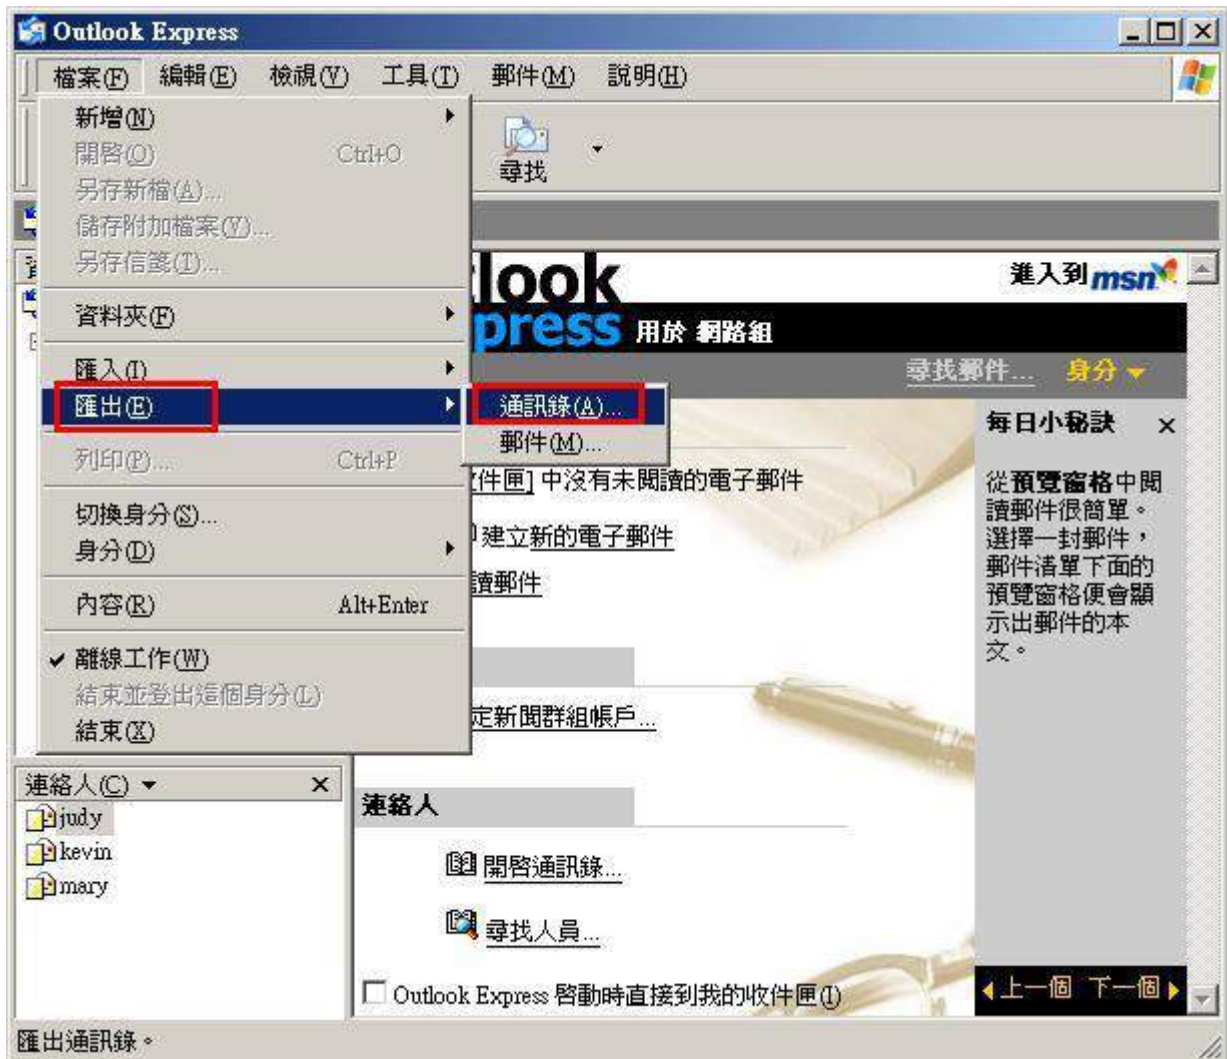 Outlook Express
檔案(F) 編輯(E) 檢視(V) 工具(T) 郵件(M) 說明(H)
新增(N)
開啓(O) Ctrl+O
另存新檔(A)...
儲存附加檔案(V)...
另存信箋(T)...
資料夾(F)
匯入(I)
匯出(E)
列印(P)... Ctrl+P
切換身分(S)...
身分(D)
內容(R) Alt+Enter
離線工作(W)
結束並登出這個身分(L)
結束(X)
通訊錄(A)...
郵件(M)...
尋找
look
進入到 msn
press 用於 網路組
尋找郵件... 身分
件匣] 中沒有未閱讀的電子郵件
建立新的電子郵件
讀郵件
定新聞群組帳戶...
連絡人
開啓通訊錄...
尋找人員...
Outlook Express 啓動時直接到我的收件匣(I)
每日小秘訣
從預覽窗格中閱
讀郵件很簡單。
選擇一封郵件，
郵件清單下面的
預覽窗格便會顯
示出郵件的本
文。
上一個 下一個
連絡人(C)
judy
kevin
mary
匯出通訊錄。